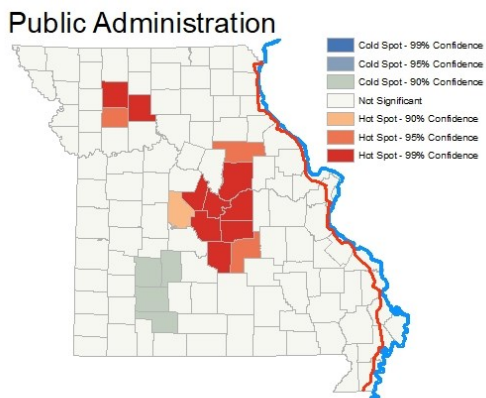 Public Administration
Cold Spot - 99% Confidence
Cold Spot - 95% Confidence
Cold Spot - 90% Confidence
Not Significant
Hot Spot - 90% Confidence
Hot Spot - 95% Confidence
Hot Spot - 99% Confidence